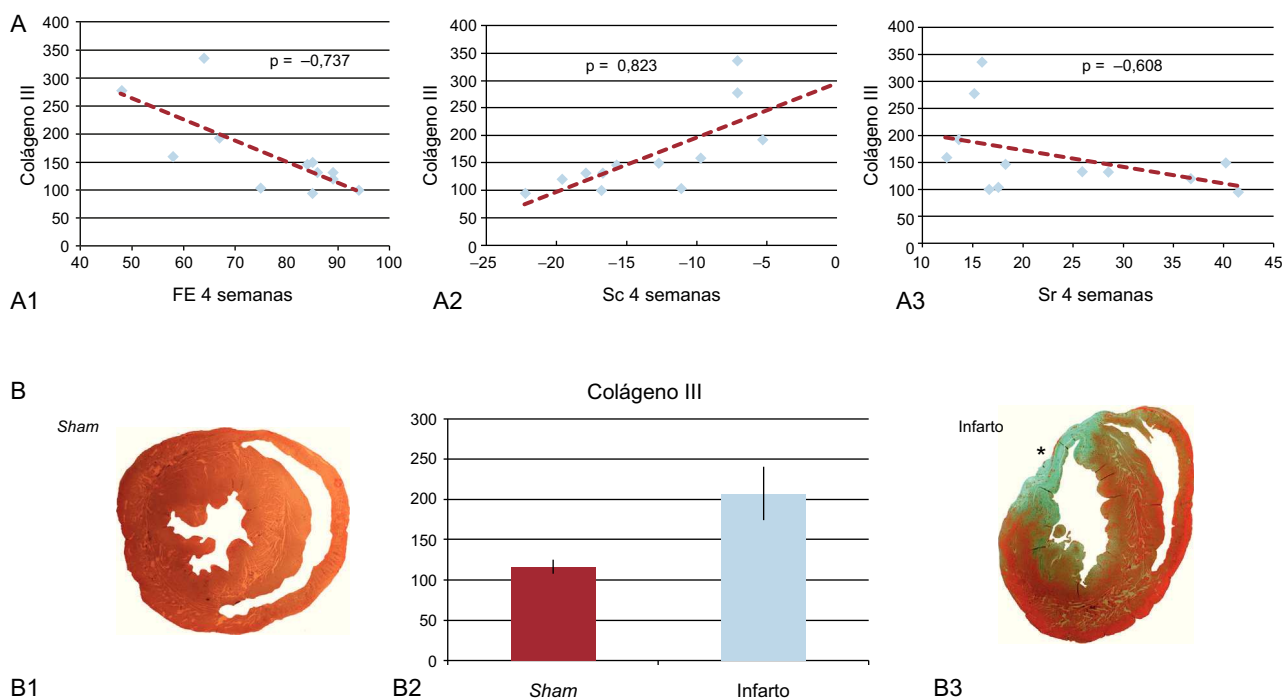 A
400
350
300
250
200
150
100
50
0
Colágeno III
p = –0,737
40 50 60 70 80 90 100
FE 4 semanas
A1
400
350
300
250
200
150
100
50
0
Colágeno III
p = 0,823
–25 –20 –15 –10 –5 0
Sc 4 semanas
A2
400
350
300
250
200
150
100
50
0
Colágeno III
p = –0,608
10 15 20 25 30 35 40 45
Sr 4 semanas
A3
B
Sham
B1
Colágeno III
300
250
200
150
100
50
0
Sham Infarto
B2
Infarto
*
B3